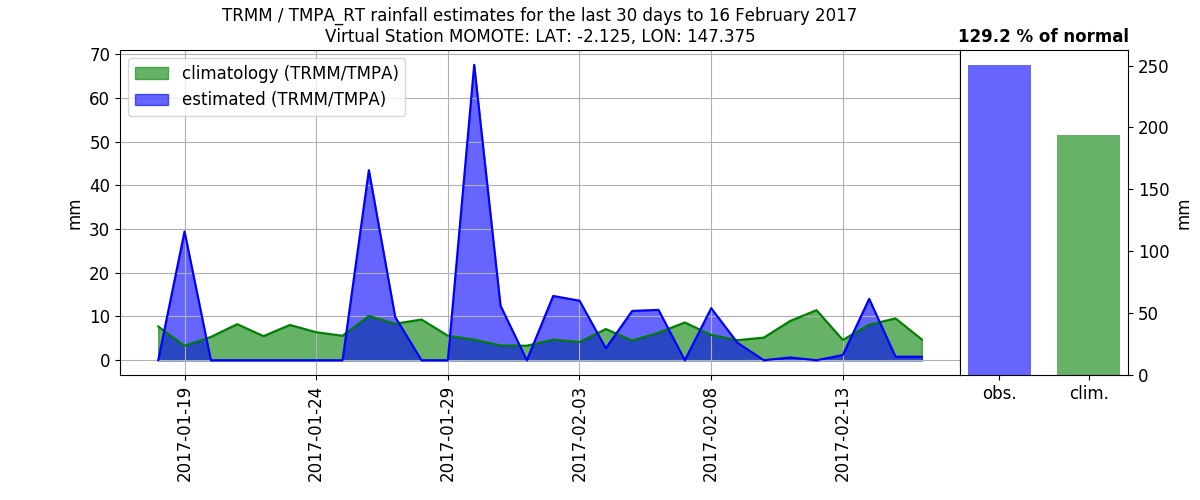 TRMM / TMPA_RT rainfall estimates for the last 30 days to 16 February 2017
Virtual Station MOMOTE: LAT: -2.125, LON: 147.375
129.2 % of normal
climatology (TRMM/TMPA)
estimated (TRMM/TMPA)
mm
70
60
50
40
30
20
10
0
2017-01-19
2017-01-24
2017-01-29
2017-02-03
2017-02-08
2017-02-13
obs.
clim.
250
200
150
100
50
0
mm